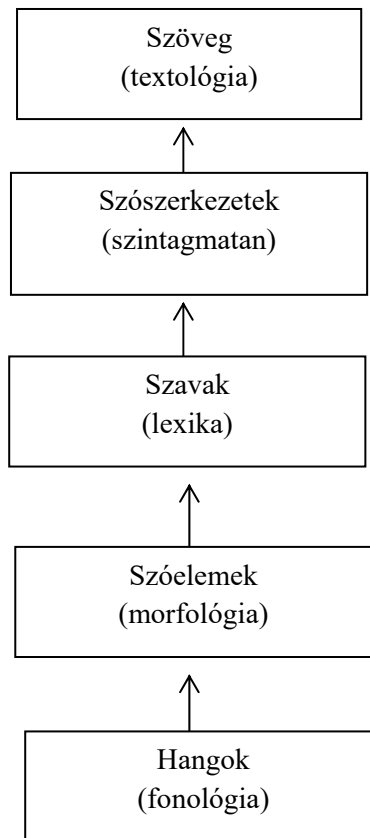 Szöveg
(textológia)
Szószerkezetek
(szintagmatan)
Szavak
(lexika)
Szóelemek
(morfológia)
Hangok
(fonológia)